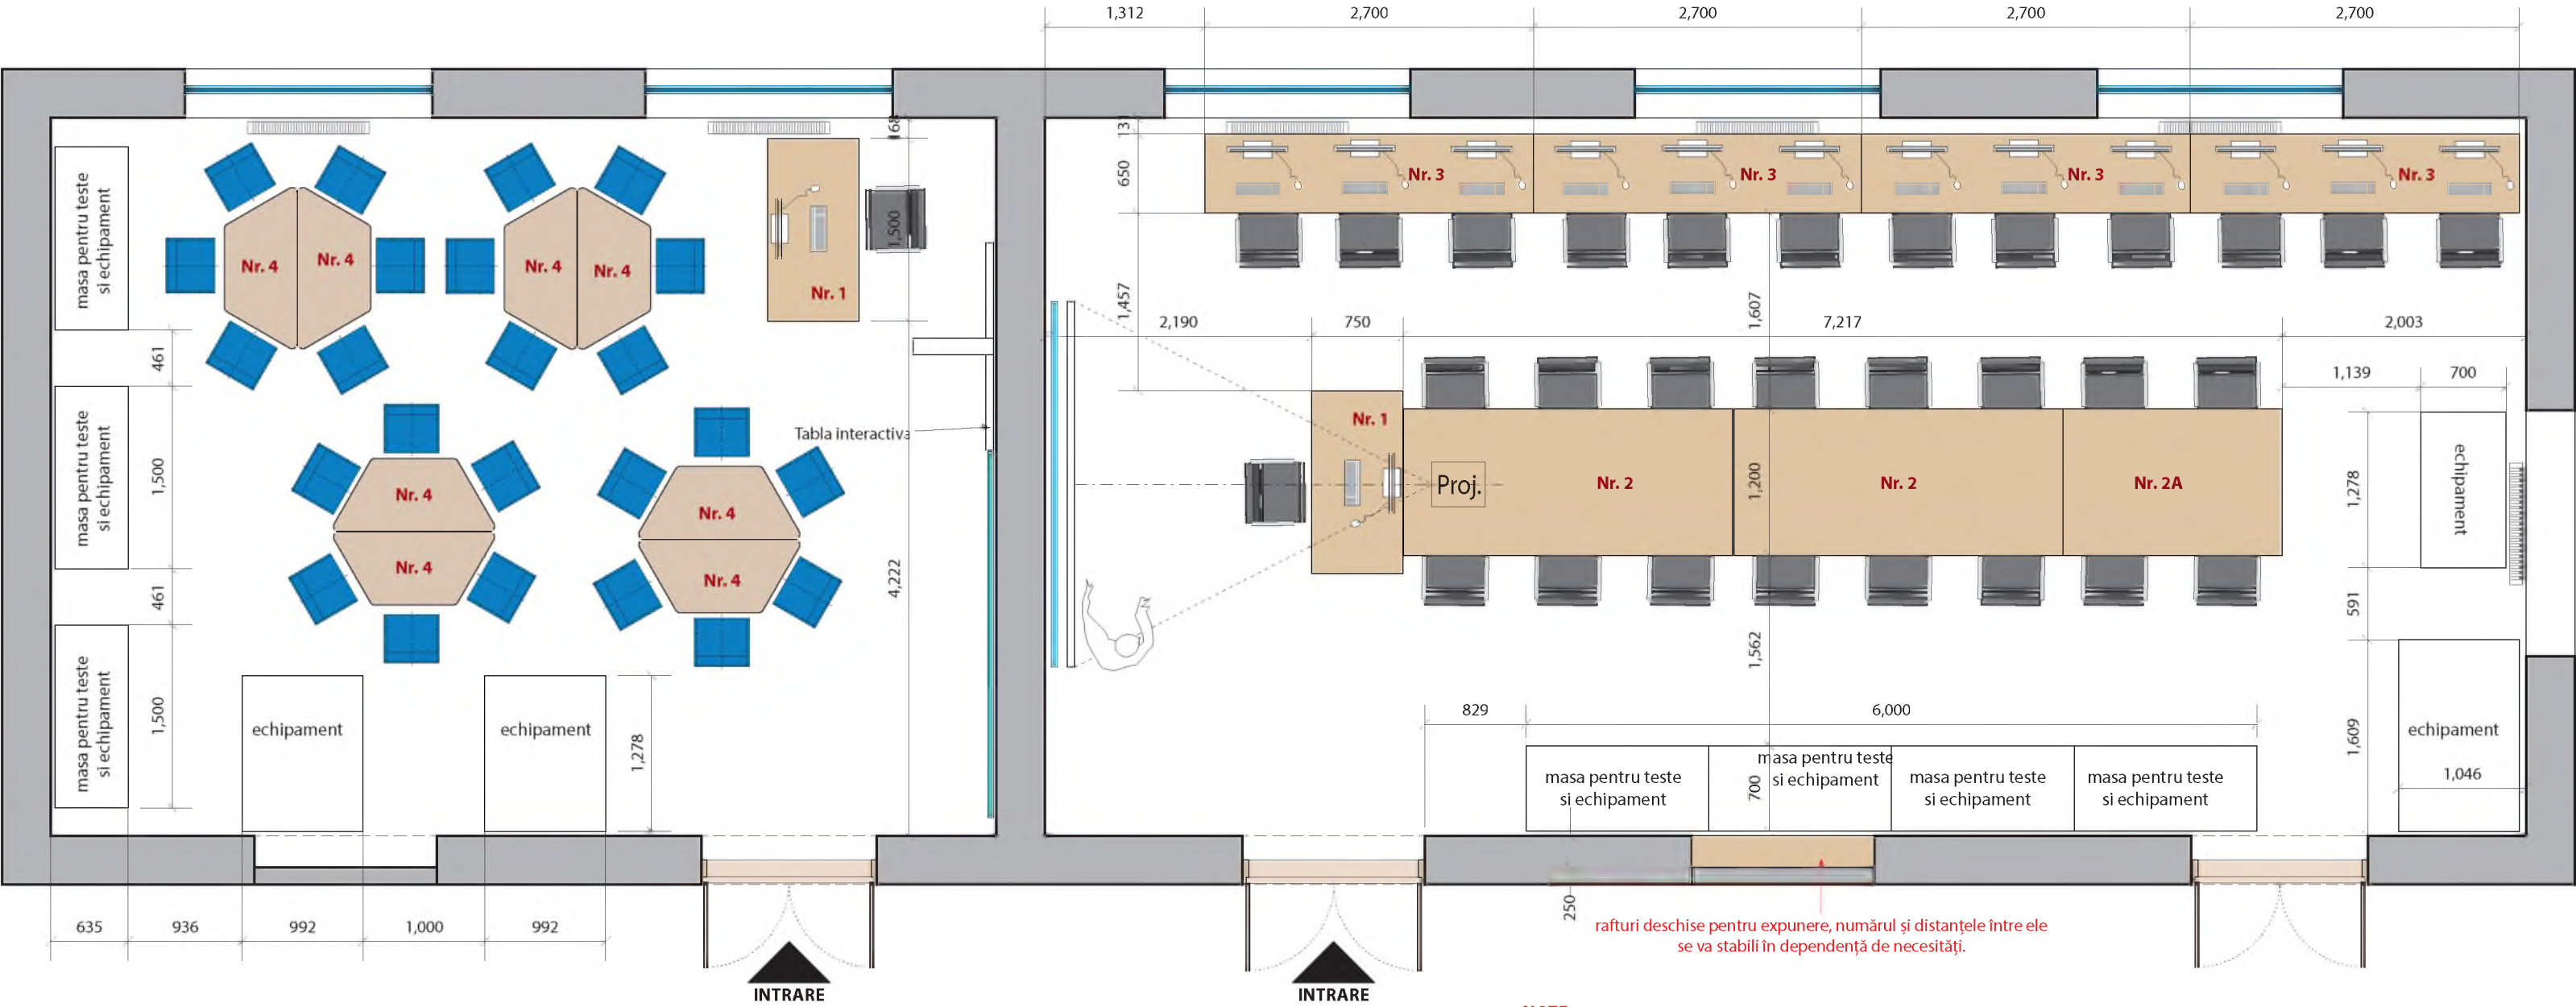 1,312
2,700
2,700
2,700
2,700
168
131
650
Nr. 3
Nr. 3
Nr. 3
Nr. 3
masa pentru teste
si echipament
Nr. 4
Nr. 4
Nr. 4
Nr. 4
1,500
Nr. 1
1,457
1,607
2,190
750
7,217
2,003
461
1,139
700
masa pentru teste
si echipament
1,500
Tabla interactiva
Nr. 1
Proj.
Nr. 2
1,200
Nr. 2
Nr. 2A
1,278
echipament
Nr. 4
Nr. 4
Nr. 4
Nr. 4
461
4,222
591
masa pentru teste
si echipament
1,500
echipament
echipament
1,278
1,562
829
6,000
masa pentru teste
si echipament
masa pentru teste
si echipament
700
masa pentru teste
si echipament
masa pentru teste
si echipament
1,609
echipament
1,046
635
936
992
1,000
992
250
rafturi deschise pentru expunere, numărul și distanțele între ele
se va stabili în dependență de necesități.
INTRARE
INTRARE